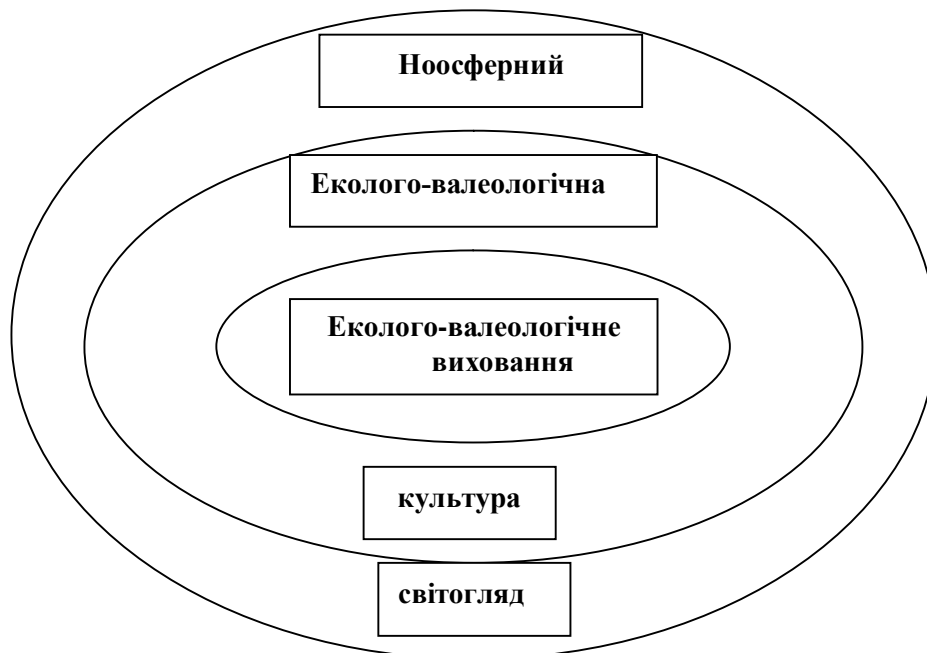 Ноосферний
Еколого-валеологічна
Еколого-валеологічне
виховання
культура
світогляд